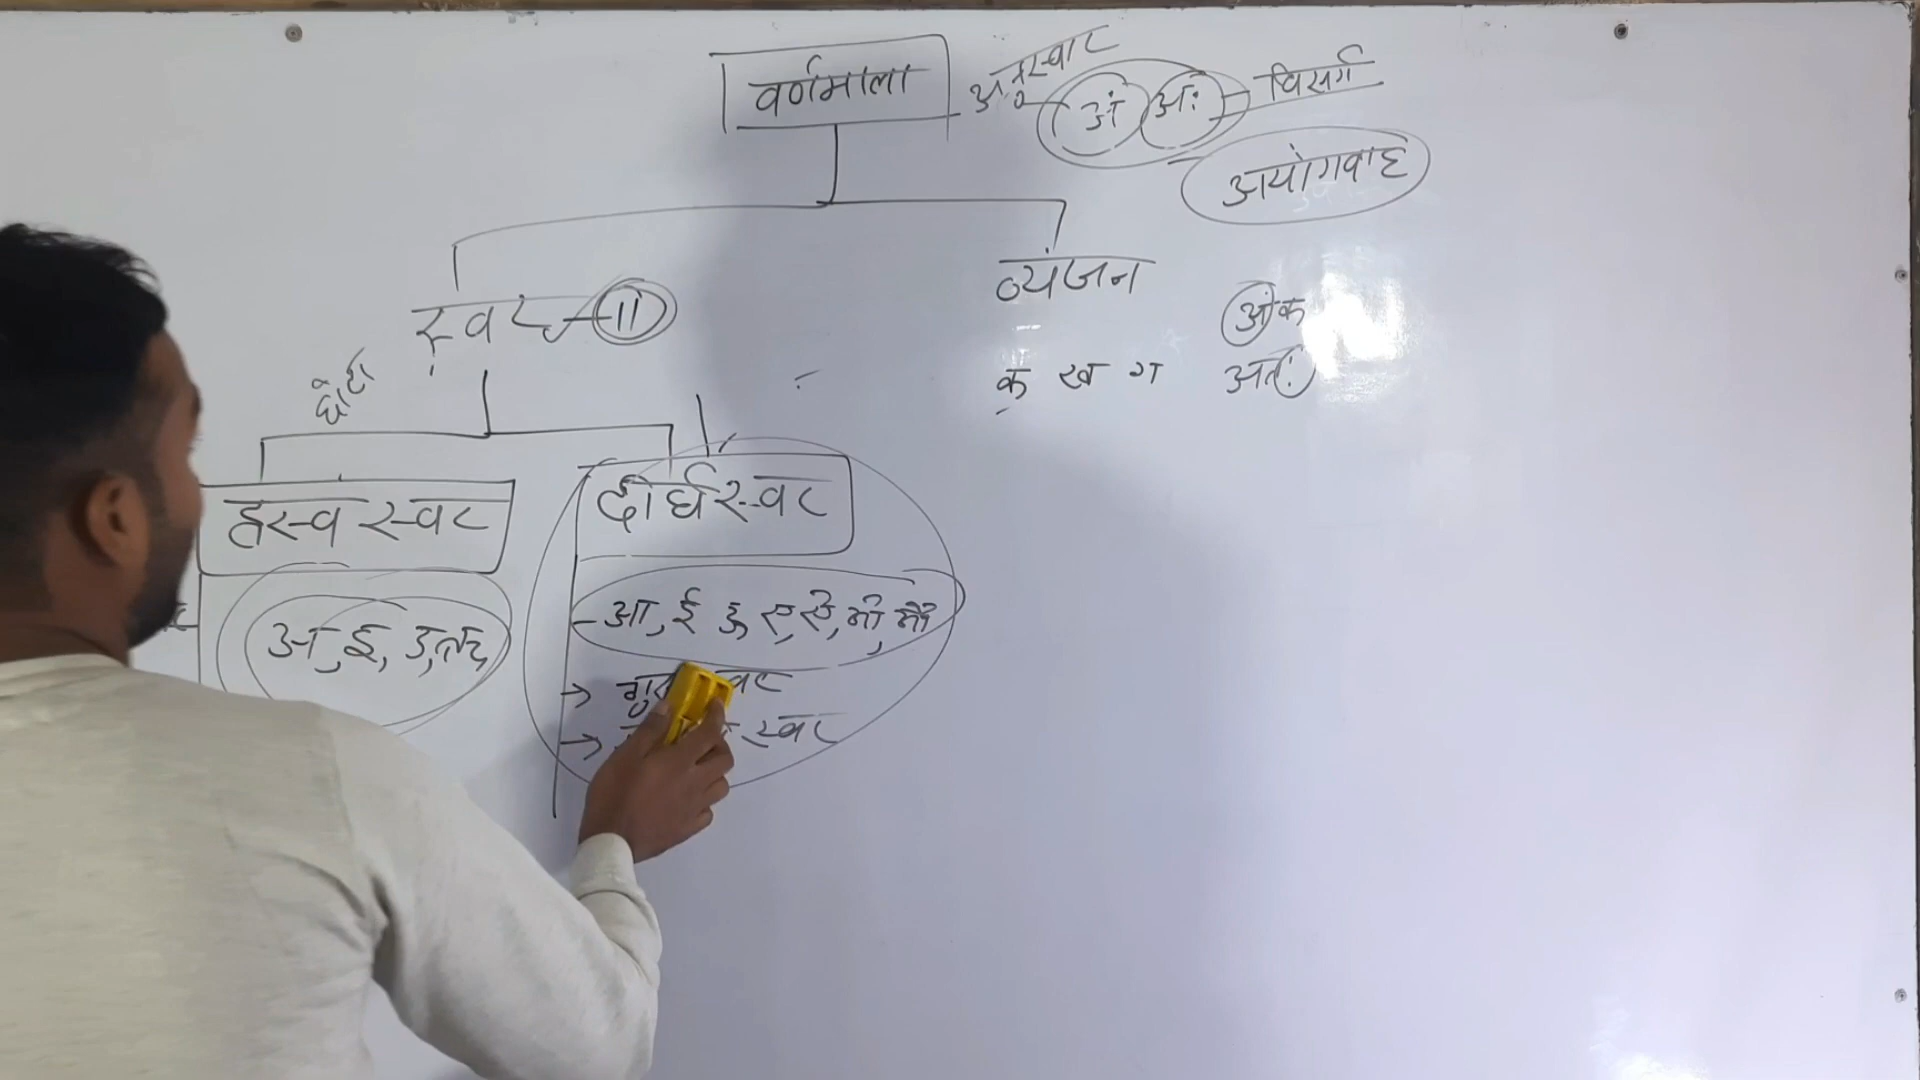 वर्णमाला
अनुस्वार अं अः विसर्ग
अयोगवाह
स्वर 11
व्यंजन
अंक
क ख ग
अतः
छोटा
ह्रस्व स्वर
दीर्घ स्वर
अ, इ, उ, ऋ
आ, ई ऊ ए, ऐ, ओ, औ
→ स्वर
→ स्वर